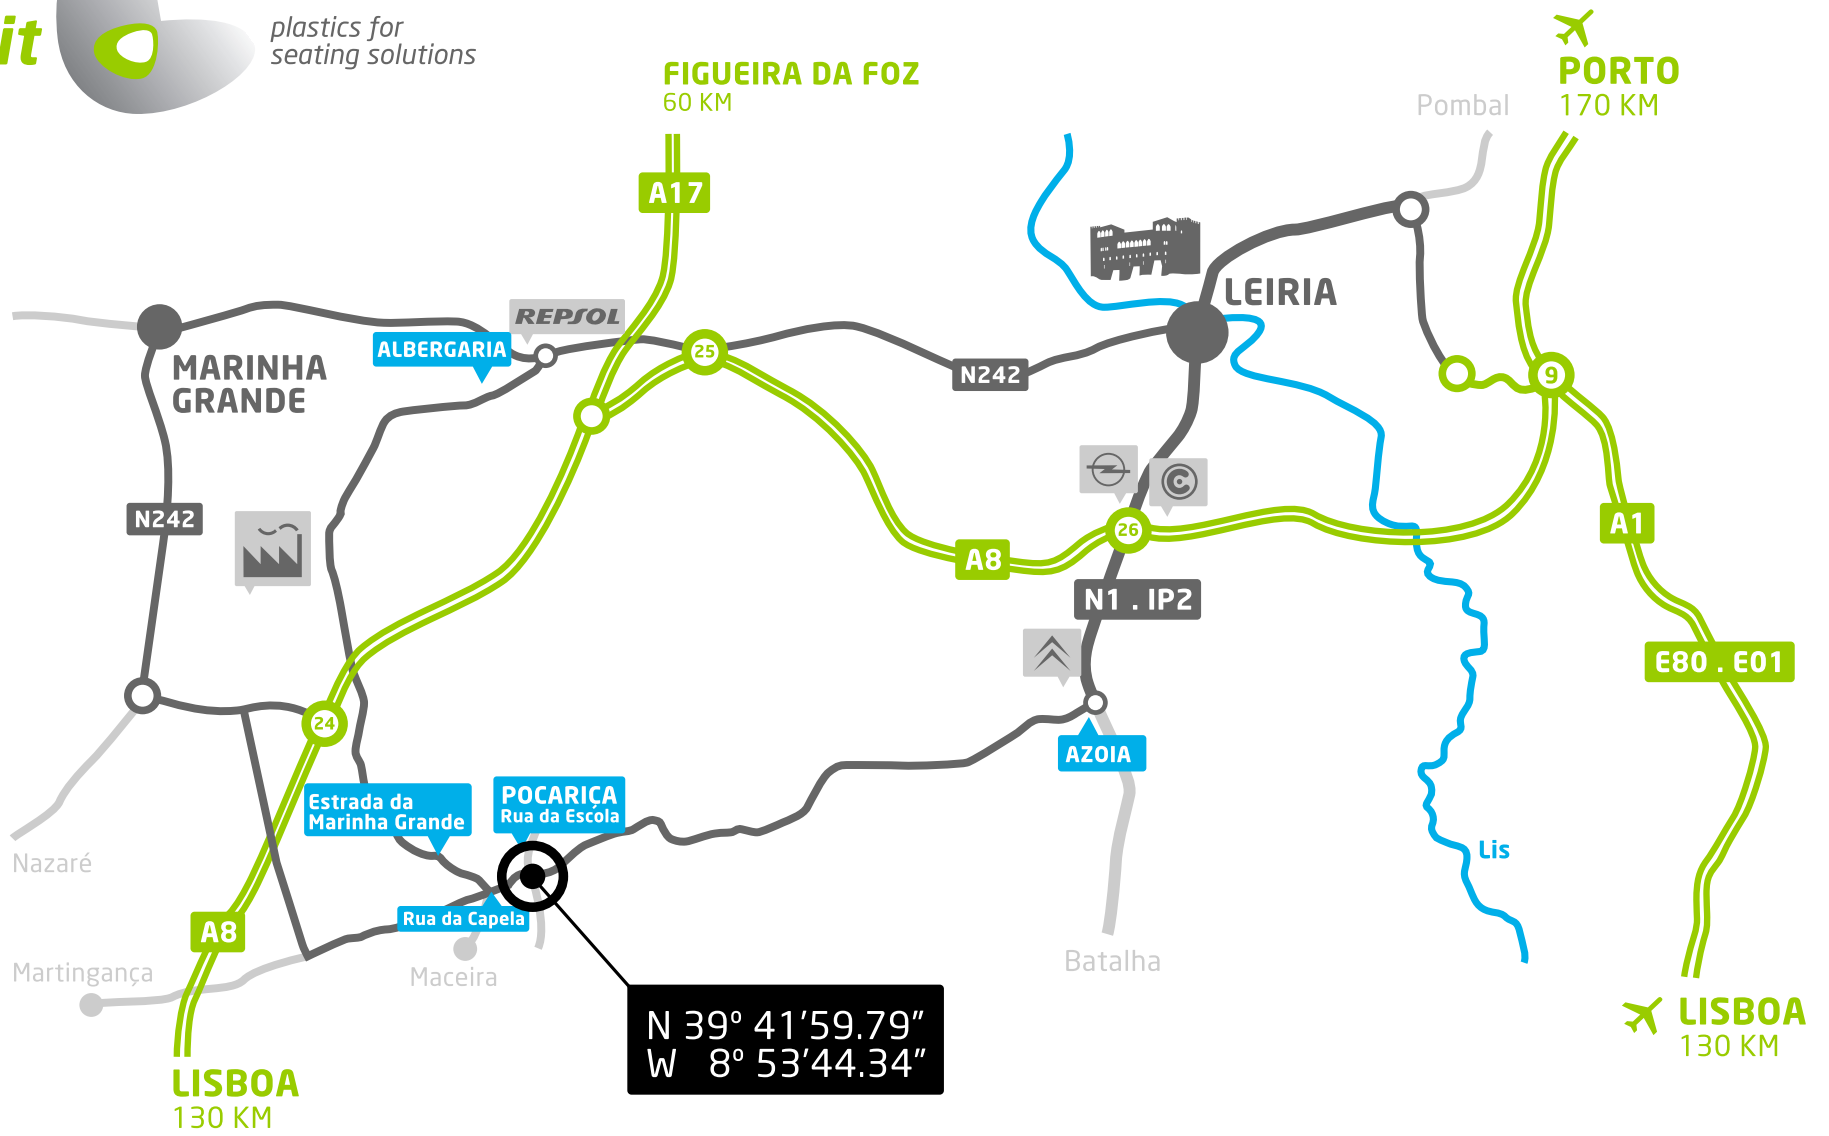 it
plastics for
seating solutions
FIGUEIRA DA FOZ
60 KM
PORTO
170 KM
Pombal
A17
LEIRIA
REPSOL
ALBERGARIA
25
MARINHA
GRANDE
N242
9
N242
26
A1
A8
N1 . IP2
E80 . E01
24
AZOIA
POCARIÇA
Rua da Escola
Estrada da
Marinha Grande
Lis
Nazaré
Rua da Capela
A8
Martingança
Maceira
Batalha
N 39º 41’59.79”
W 8º 53’44.34”
LISBOA
130 KM
LISBOA
130 KM